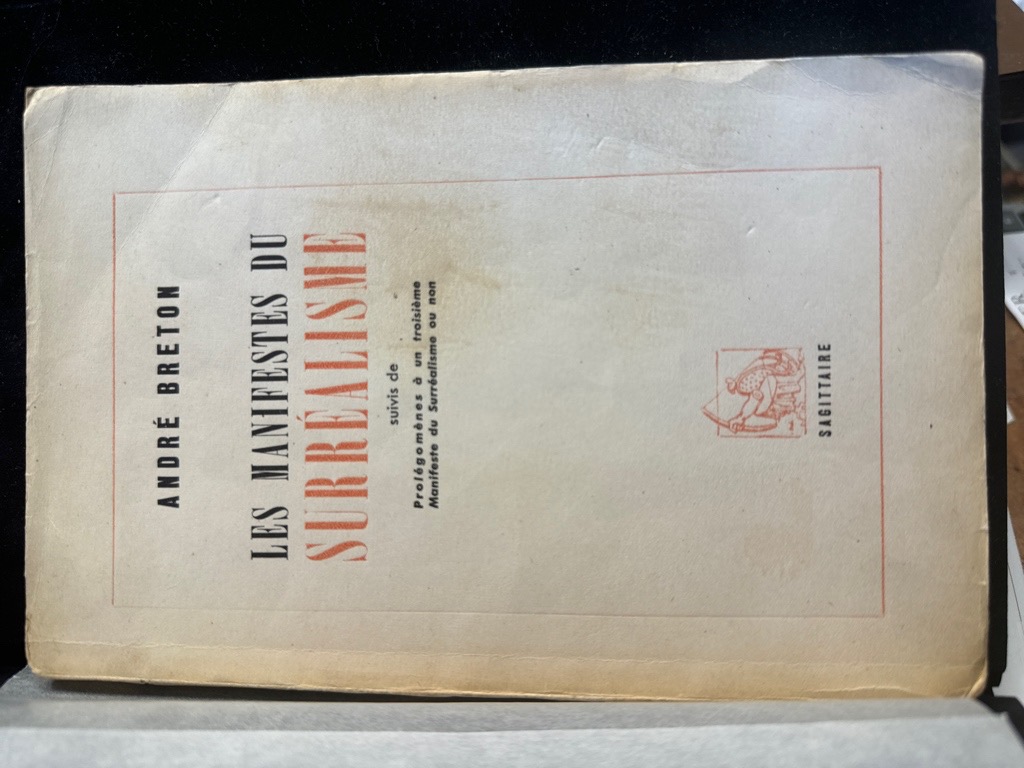 ANDRÉ BRETON
LES MANIFESTES DU
SURRÉALISME
suivis de
Prolégomènes à un troisième
Manifeste du Surréalisme ou non
SAGITTAIRE